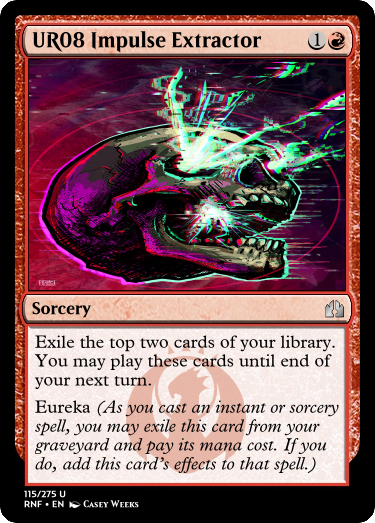 UR08 Impulse Extractor 1
Sorcery
Exile the top two cards of your library.
You may play these cards until end of
your next turn.
Eureka (As you cast an instant or sorcery
spell, you may exile this card from your
graveyard and pay its mana cost. If you
do, add this card's effects to that spell.)
115/275 U
RNF • EN Casey Weeks